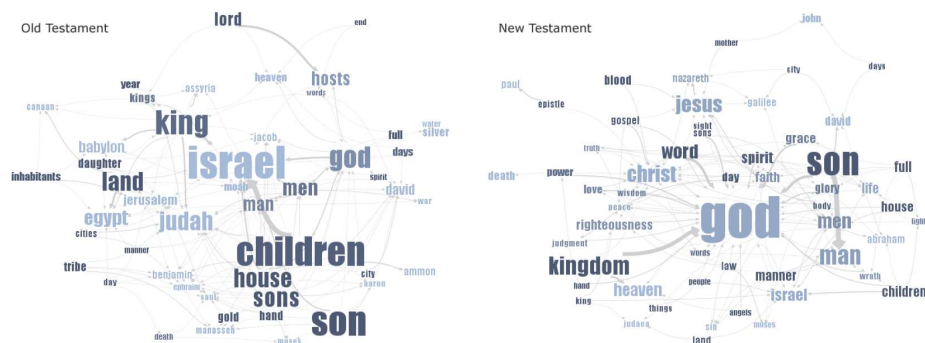 Old Testament
lord
end
heaven
hosts
words
year
kings
assyria
canaan
king
water
silver
jacob
full
babylon
daughter
israel
god
days
inhabitants
land
spirit
moab
men
david
jerusalem
man
war
egypt
judah
cities
manner
children
tribe
benjamin
house
city
ammon
day
ephraim
aaron
saul
sons
gold
hand
son
manasseh
death
moses
New Testament
john
mother
nazareth
city
days
paul
blood
epistle
jesus
galilee
gospel
sight
sons
david
grace
truth
word
spirit
son
full
death
power
christ
day
faith
love
wisdom
glory
life
house
peace
god
body
men
light
righteousness
judgment
abraham
words
man
kingdom
law
wrath
people
manner
hand
heaven
israel
children
king
things
angels
judaea
sin
moses
land